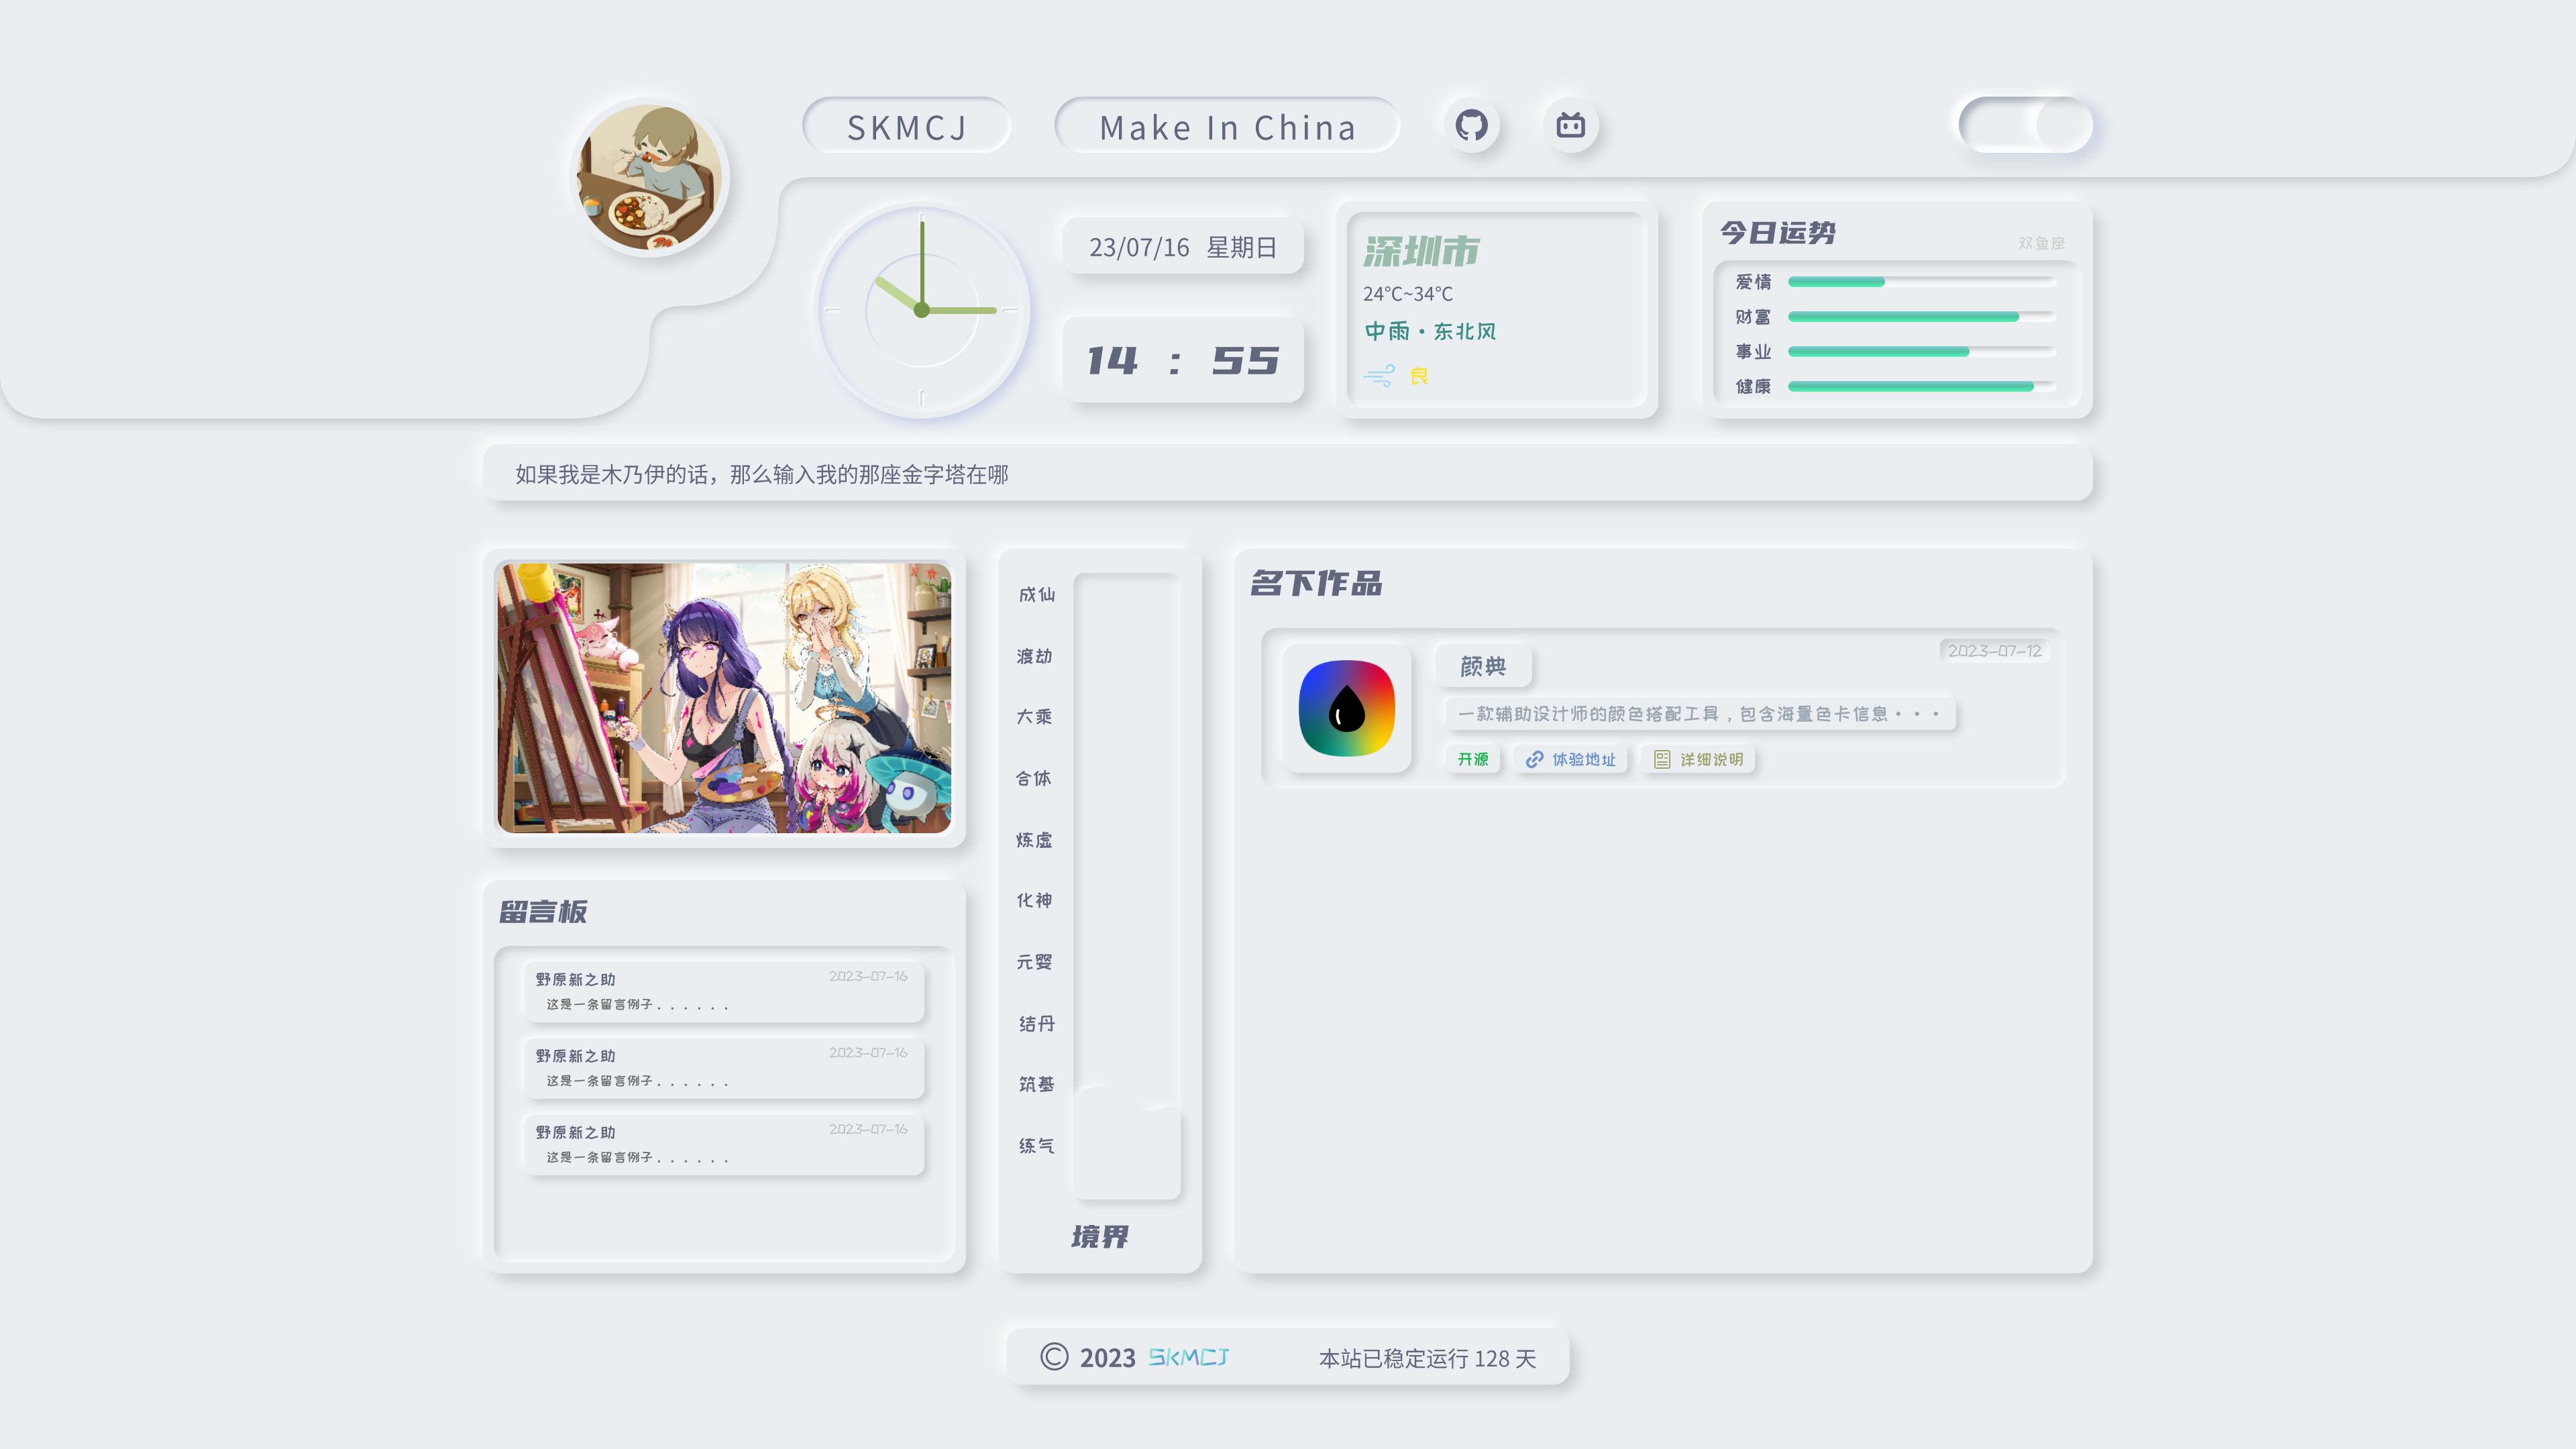 SKMCJ
Make In China
23/07/16 星期日
14 : 55
深圳市
24℃~34℃
中雨·东北风
良
今日运势
双鱼座
爱情
财富
事业
健康
如果我是木乃伊的话，那么输入我的那座金字塔在哪
留言板
野原新之助
2023-07-16
这是一条留言例子......
野原新之助
2023-07-16
这是一条留言例子......
野原新之助
2023-07-16
这是一条留言例子......
成仙
渡劫
大乘
合体
炼虚
化神
元婴
结丹
筑基
练气
境界
名下作品
颜典
2023-07-12
一款辅助设计师的颜色搭配工具，包含海量色卡信息···
开源
体验地址
详细说明
© 2023 SKMCJ
本站已稳定运行 128 天